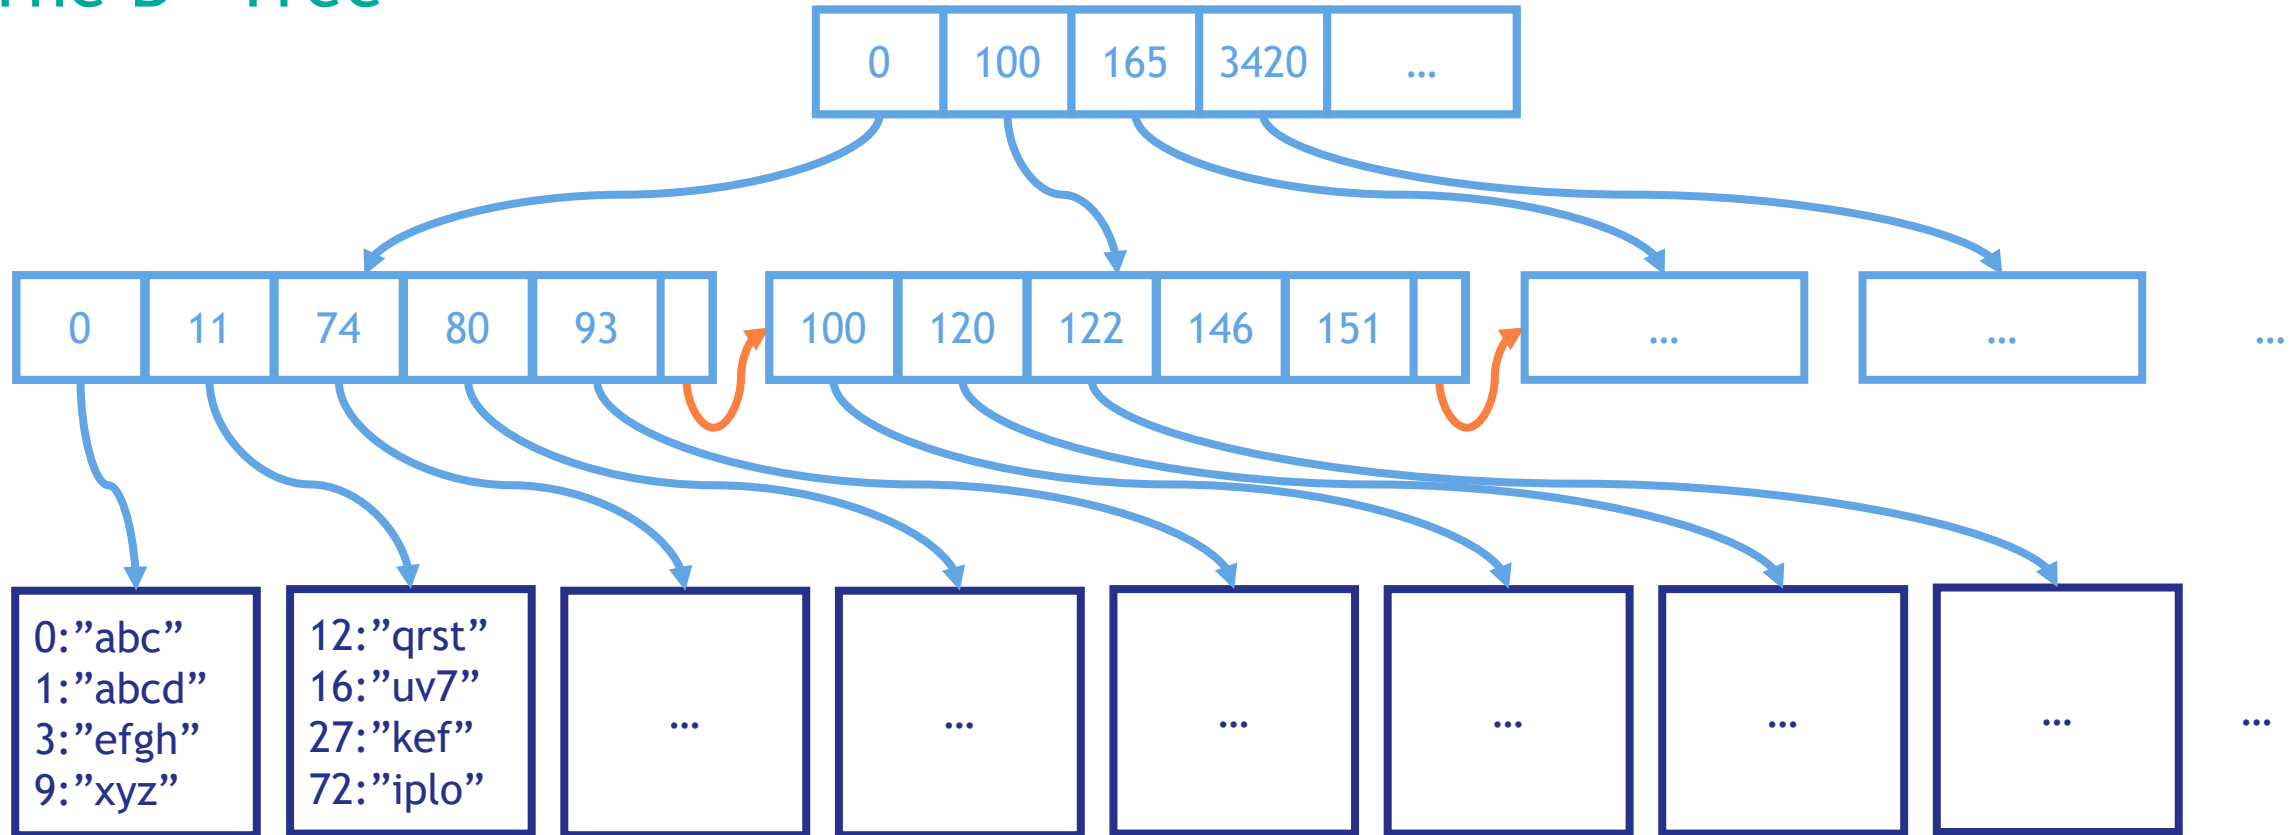 0 100 165 3420 ...
0 11 74 80 93 100 120 122 146 151 ... ... ...
0:”abc”
1:”abcd”
3:”efgh”
9:”xyz”
12:”qrst”
16:”uv7”
27:”kef”
72:”iplo”
... ... ... ... ... ... ...